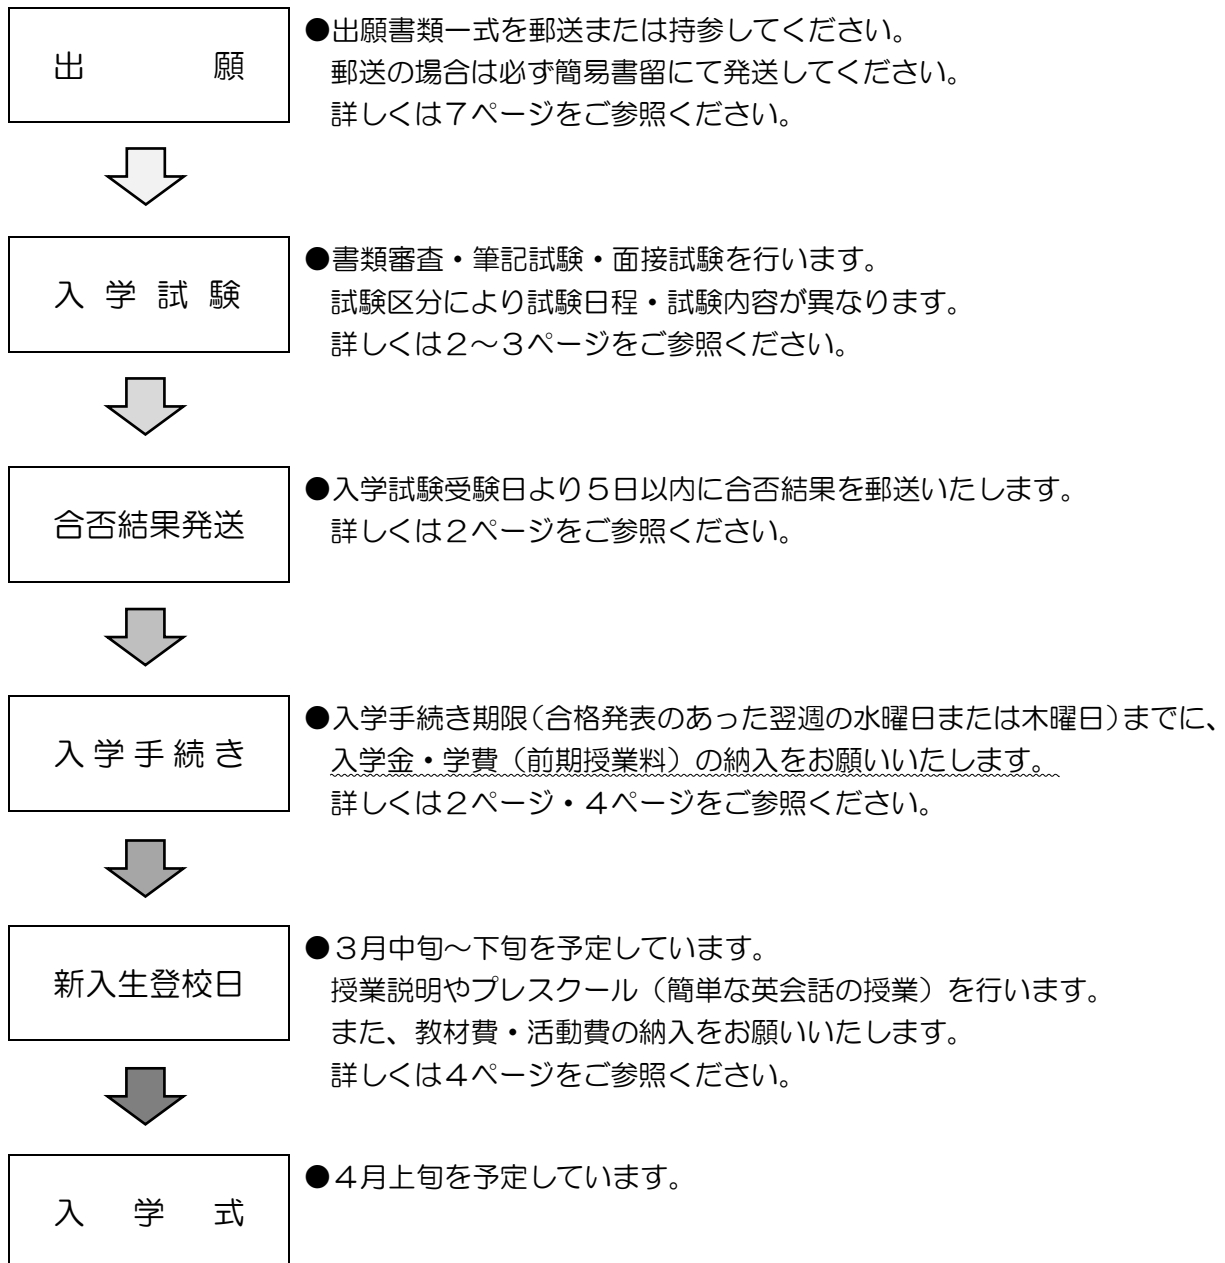 出願
●出願書類一式を郵送または持参してください。
郵送の場合は必ず簡易書留にて発送してください。
詳しくは７ページをご参照ください。
入学試験
●書類審査・筆記試験・面接試験を行います。
試験区分により試験日程・試験内容が異なります。
詳しくは２～３ページをご参照ください。
合否結果発送
●入学試験受験日より５日以内に合否結果を郵送いたします。
詳しくは２ページをご参照ください。
入学手続き
●入学手続き期限（合格発表のあった翌週の水曜日または木曜日）までに、
入学金・学費（前期授業料）の納入をお願いいたします。
詳しくは２ページ・４ページをご参照ください。
新入生登校日
●３月中旬～下旬を予定しています。
授業説明やプレスクール（簡単な英会話の授業）を行います。
また、教材費・活動費の納入をお願いいたします。
詳しくは４ページをご参照ください。
入学式
●４月上旬を予定しています。